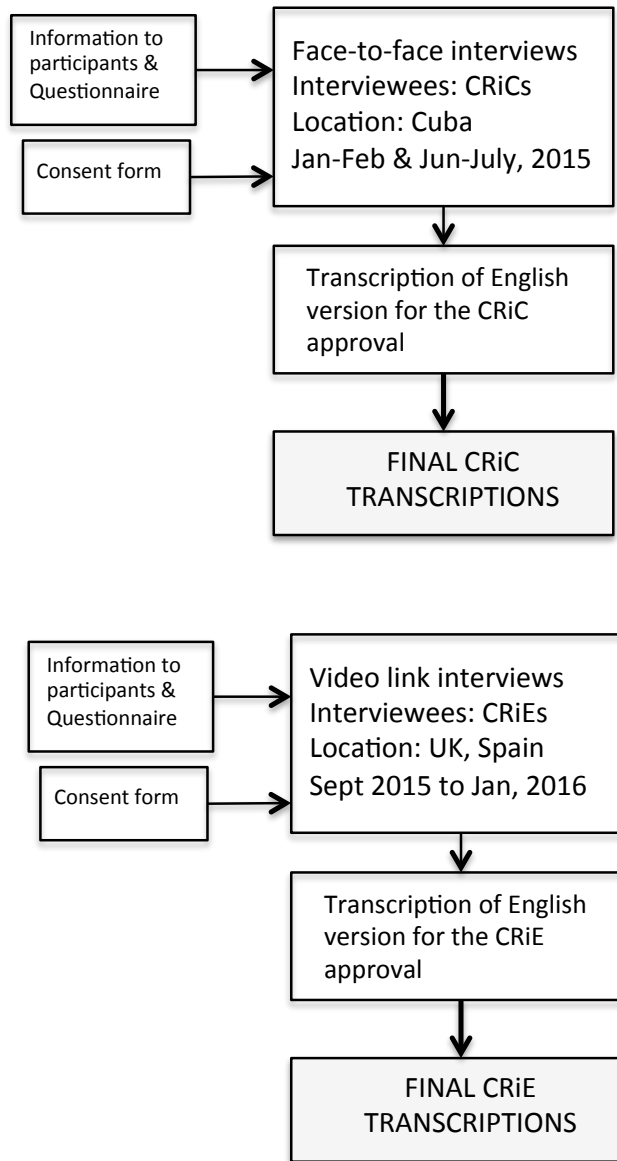 Information to
participants &
Questionnaire
Consent form
Face-to-face interviews
Interviewees: CRiCs
Location: Cuba
Jan-Feb & Jun-July, 2015
Transcription of English
version for the CRiC
approval
FINAL CRiC
TRANSCRIPTIONS
Information to
participants &
Questionnaire
Consent form
Video link interviews
Interviewees: CRiEs
Location: UK, Spain
Sept 2015 to Jan, 2016
Transcription of English
version for the CRiE
approval
FINAL CRiE
TRANSCRIPTIONS